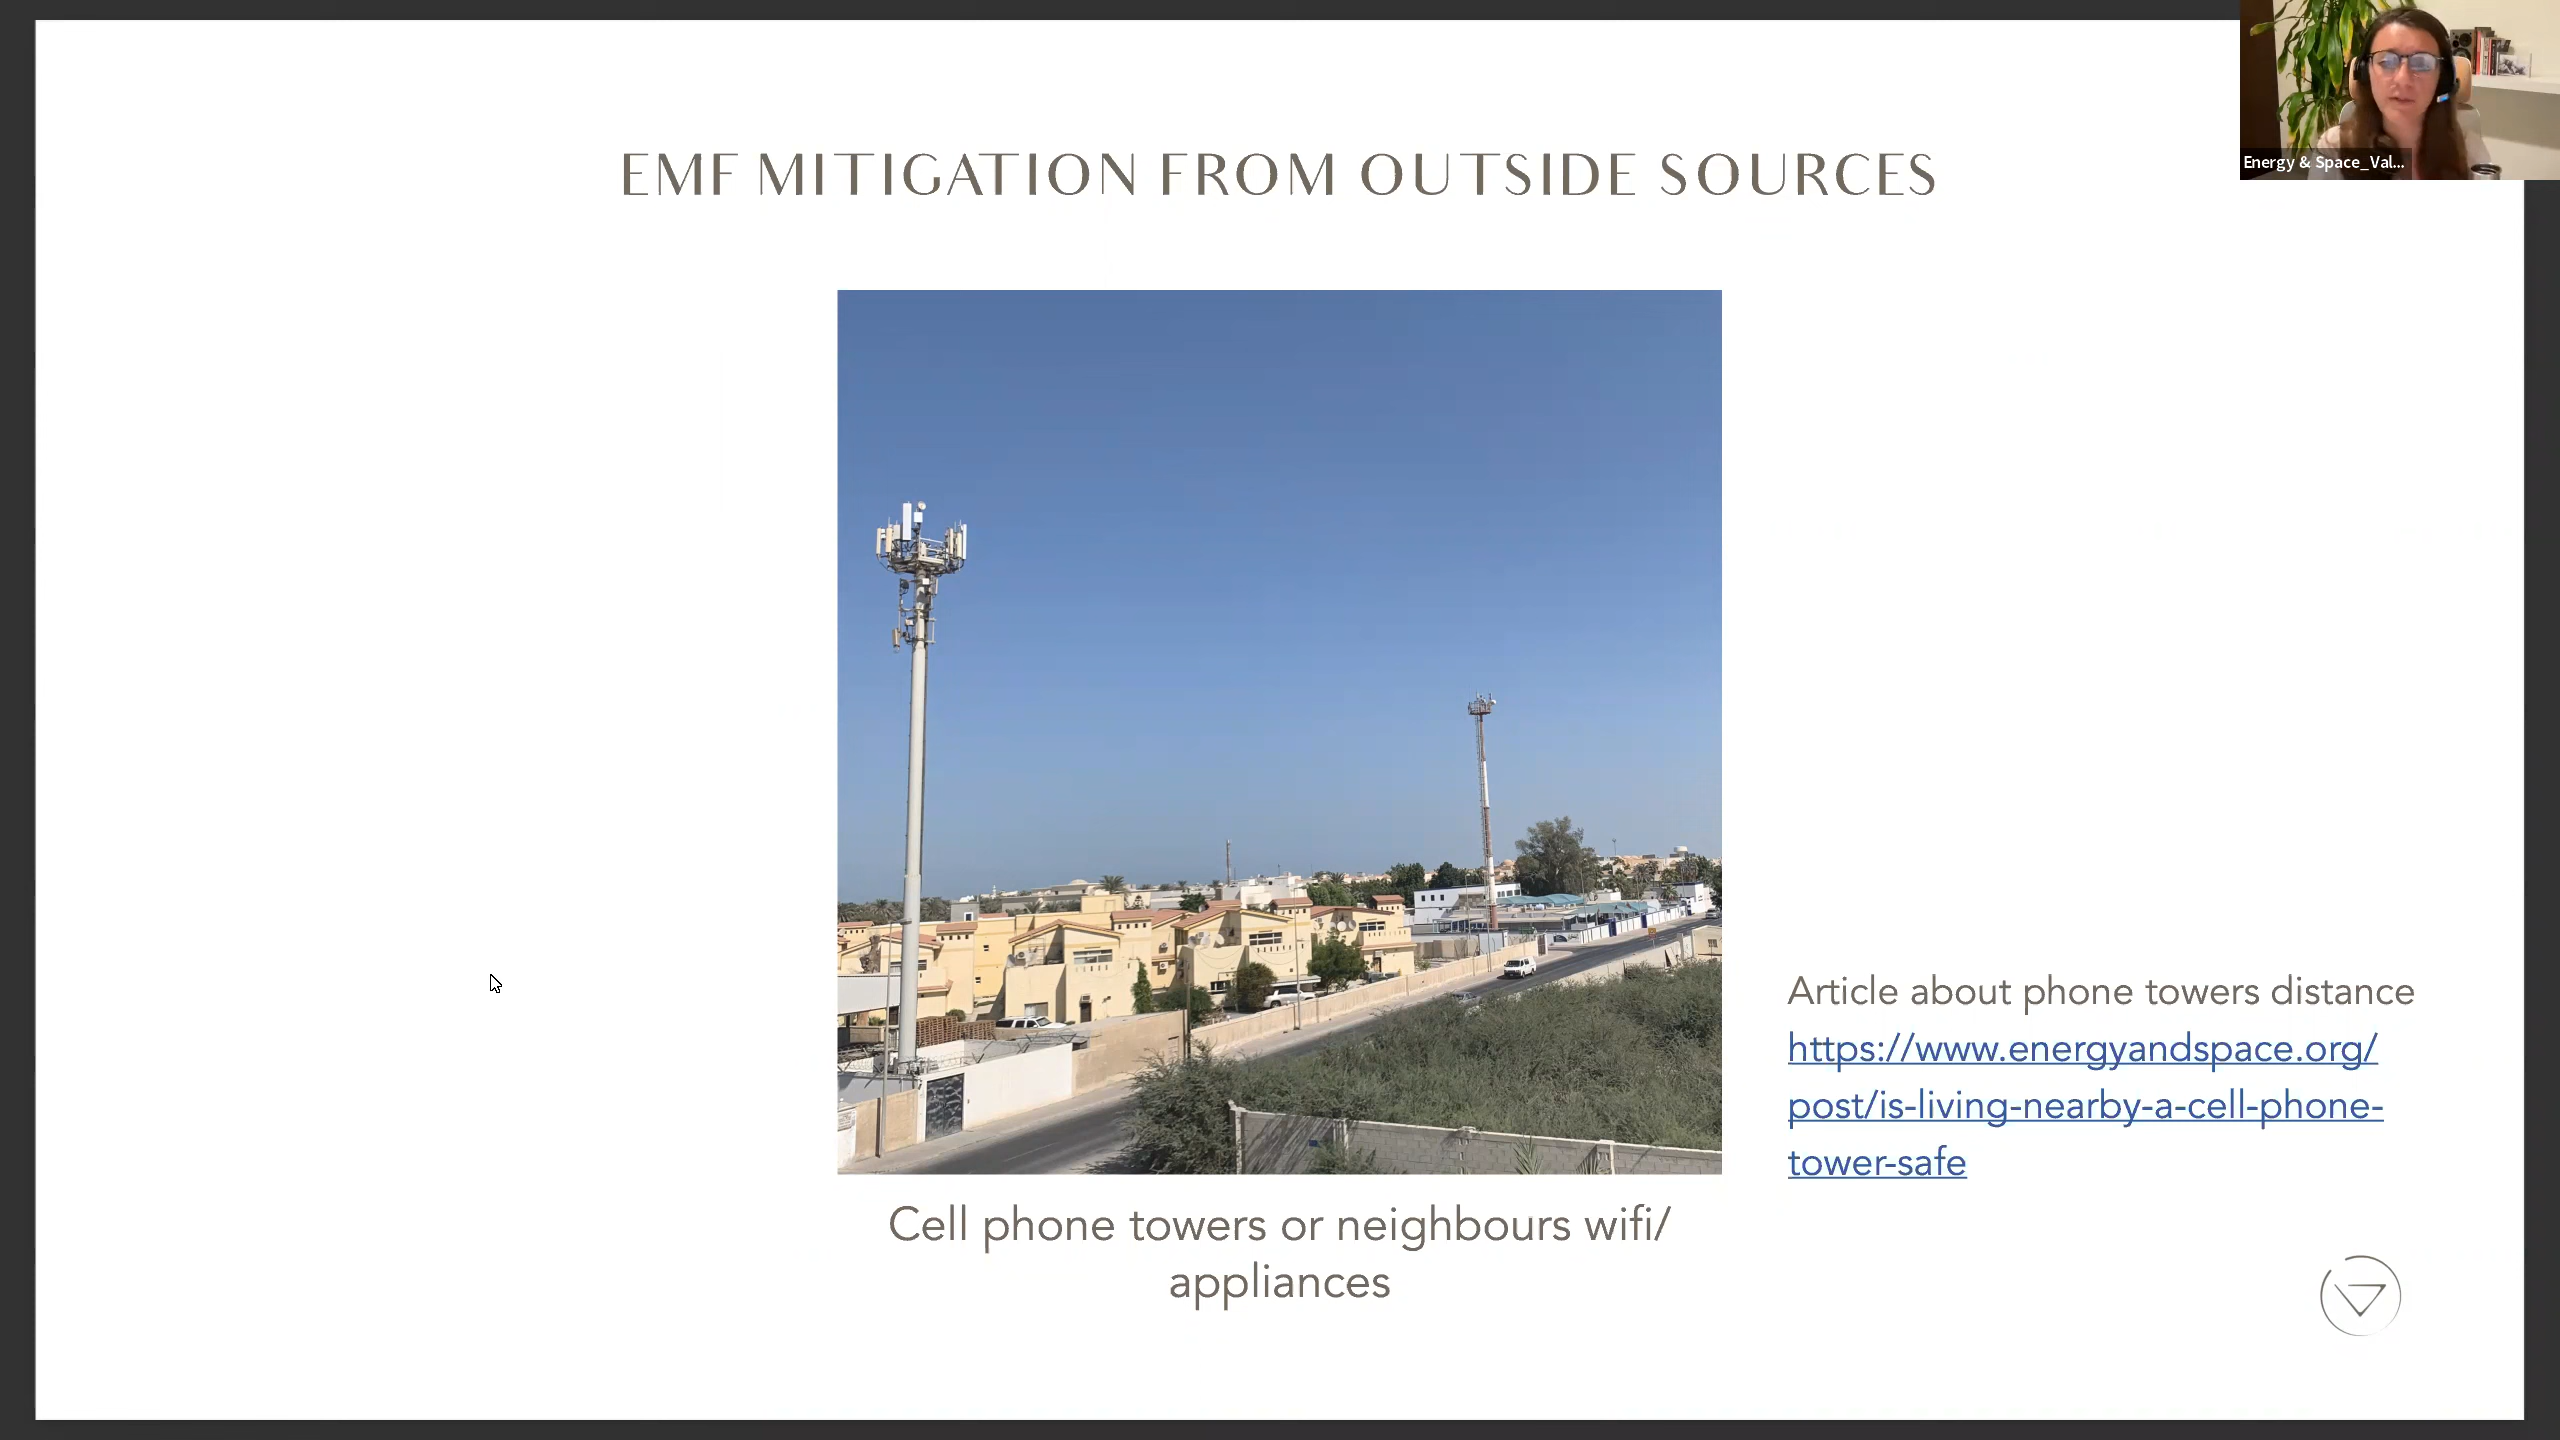 Energy & Space_Val...
EMF MITIGATION FROM OUTSIDE SOURCES
Article about phone towers distance
https://www.energyandspace.org/
post/is-living-nearby-a-cell-phone-
tower-safe
Cell phone towers or neighbours wifi/
appliances